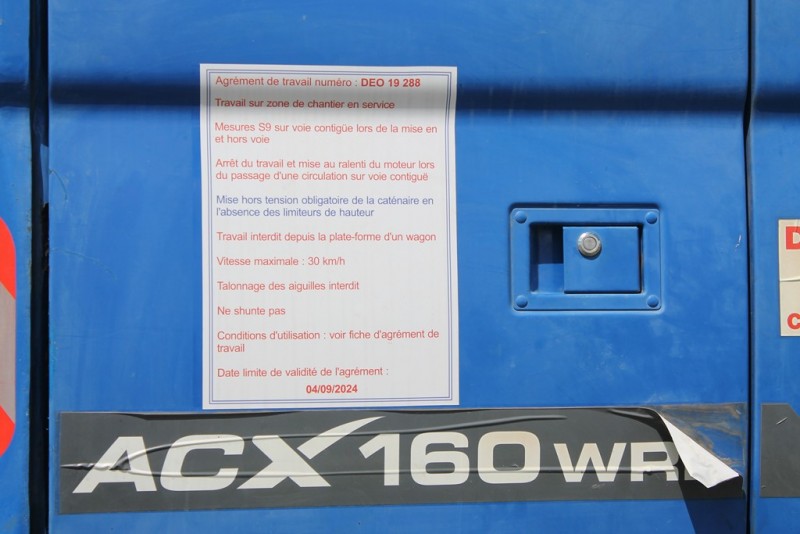 Agrément de travail numéro : DEO 19 288
Travail sur zone de chantier en service
Mesures S9 sur voie contigüe lors de la mise en
et hors voie
Arrêt du travail et mise au ralenti du moteur lors
du passage d'une circulation sur voie contiguë
Mise hors tension obligatoire de la caténaire en
l'absence des limiteurs de hauteur
Travail interdit depuis la plate-forme d'un wagon
Vitesse maximale : 30 km/h
Talonnage des aiguilles interdit
Ne shunte pas
Conditions d'utilisation : voir fiche d'agrément de
travail
Date limite de validité de l'agrément :
04/09/2024
ACX 160